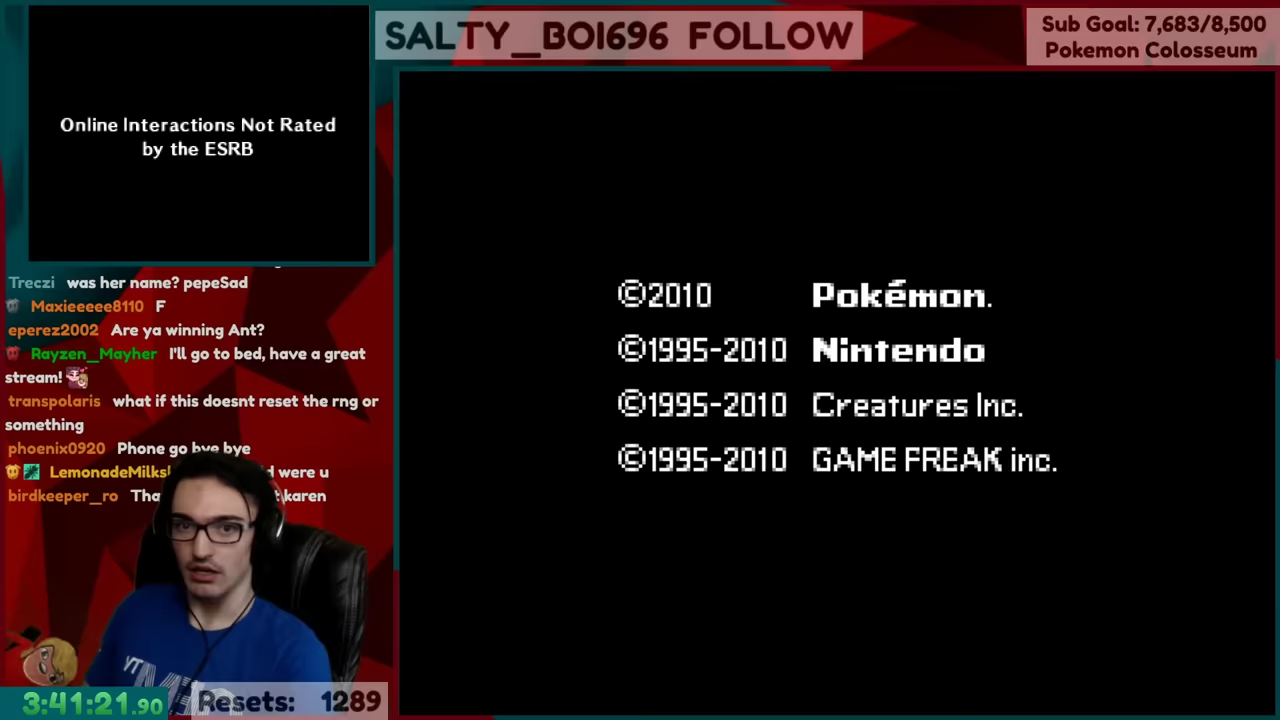 SALTY_BOI696 FOLLOW
Sub Goal: 7,683/8,500
Pokemon Colosseum
Online Interactions Not Rated
by the ESRB
©2010 Pokémon.
©1995-2010 Nintendo
©1995-2010 Creatures Inc.
©1995-2010 GAME FREAK inc.
Treczi was her name? pepeSad
Maxieeeee8110 F
eperez2002 Are ya winning Ant?
Rayzen_Mayher I'll go to bed, have a great
stream!
transpolaris what if this doesnt reset the rng or
something
phoenix0920 Phone go bye bye
were u
birdkeeper_ro karen
3:41:21.90
Resets: 1289